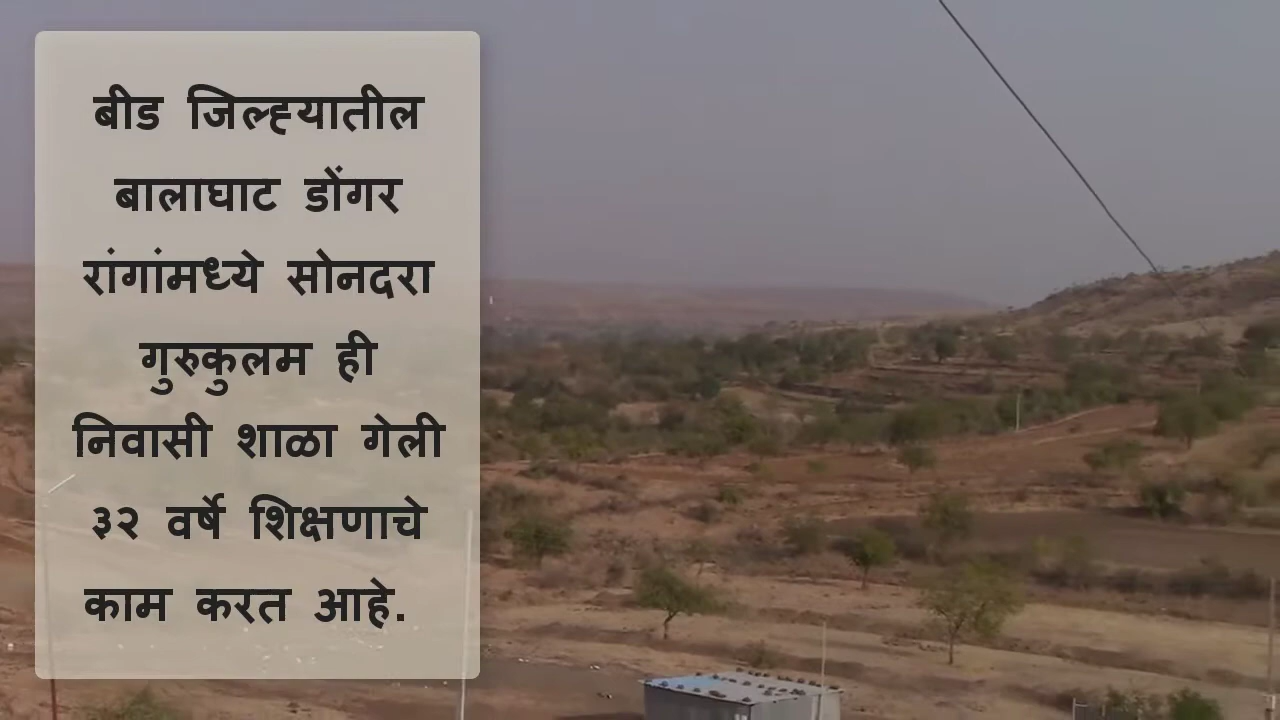 बीड जिल्ह्यातील
बालाघाट डोंगर
रांगांमध्ये सोनदरा
गुरुकुलम ही
निवासी शाळा गेली
३२ वर्षे शिक्षणाचे
काम करत आहे.